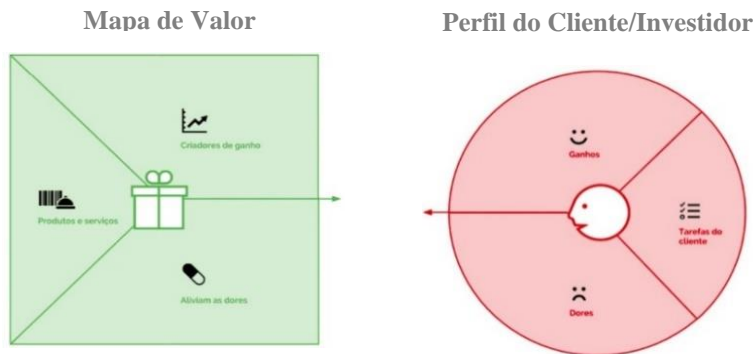 Mapa de Valor
Perfil do Cliente/Investidor
Criadores de ganho
Produtos e serviços
Aliviam as dores
Ganhos
Tarefas do
cliente
Dores